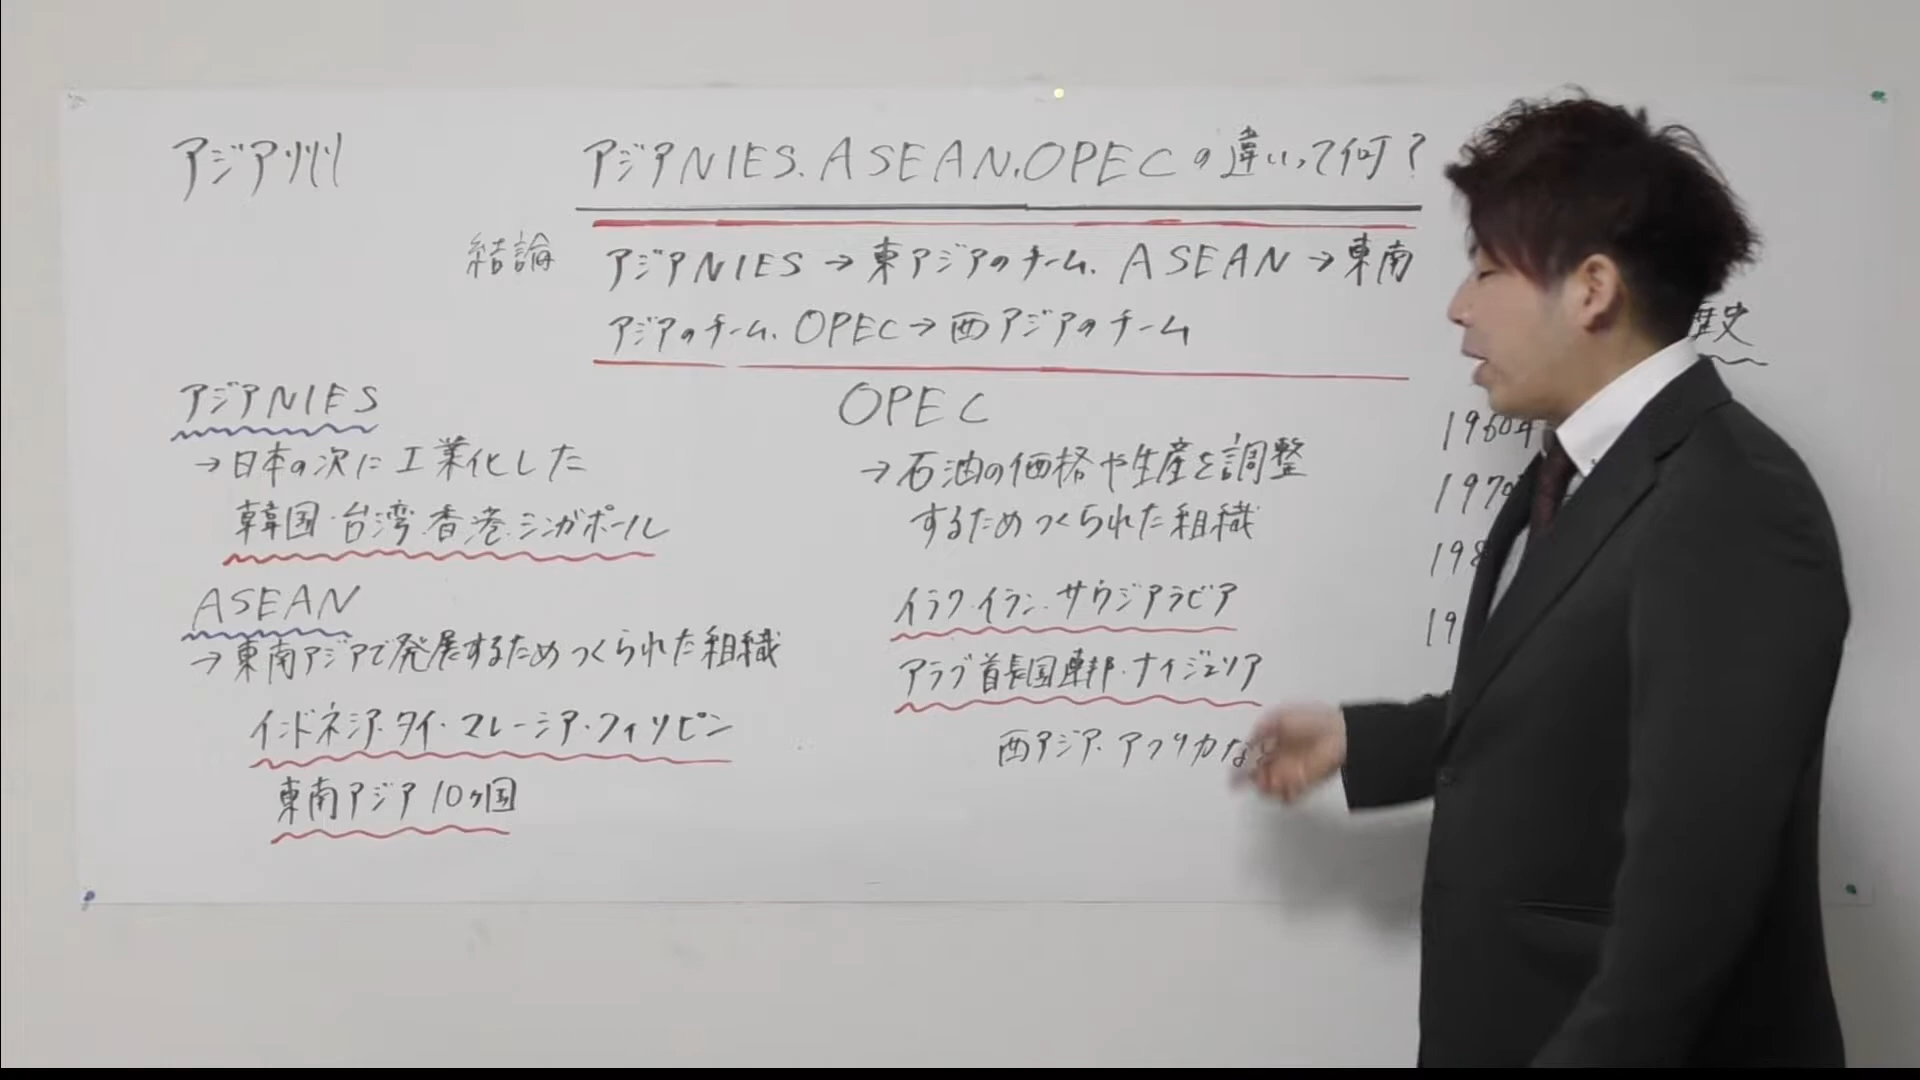 アジア州
アジアNIES、ASEAN、OPECの違いって何？
結論
アジアNIES→東アジアのチーム、ASEAN→東南
アジアのチーム、OPEC→西アジアのチーム
アジアNIES
→日本の次に工業化した
韓国・台湾・香港・シンガポール
ASEAN
→東南アジアで発展するためつくられた組織
インドネシア・タイ・マレーシア・フィリピン
東南アジア10ヶ国
OPEC
→石油の価格や生産を調整
するためつくられた組織
イラク・イラン・サウジアラビア
アラブ首長国連邦・ナイジェリア
西アジア・アフリカな
歴史
1960年
197
198
19